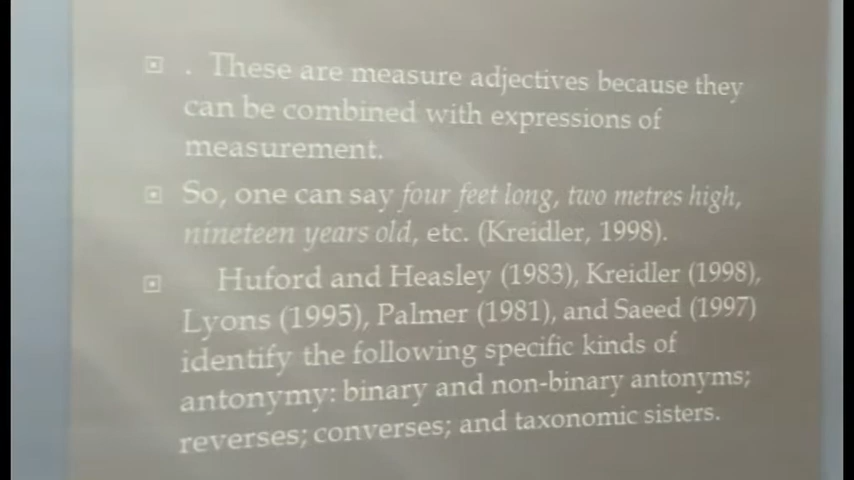 . These are measure adjectives because they
can be combined with expressions of
measurement.
So, one can say four feet long, two metres high,
nineteen years old, etc. (Kreidler, 1998).
Huford and Heasley (1983), Kreidler (1998),
Lyons (1995), Palmer (1981), and Saeed (1997)
identify the following specific kinds of
antonymy: binary and non-binary antonyms;
reverses; converses; and taxonomic sisters.